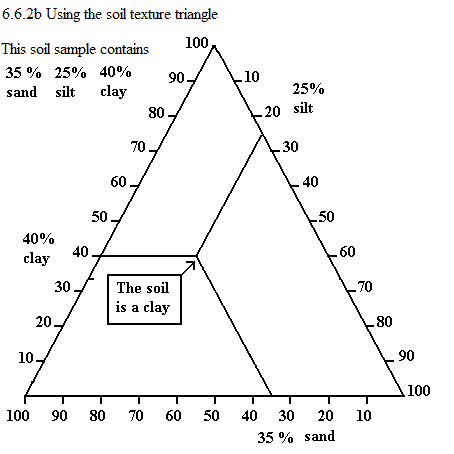 6.6.2b Using the soil texture triangle
This soil sample contains
35 % 25% 40%
sand silt clay
100
90 10
25%
silt
80 20
70 30
60 40
50 50
40%
clay
40 60
30 70
The soil
is a clay
20 80
10 90
100
100 90 80 70 60 50 40 30 20 10
35 % sand